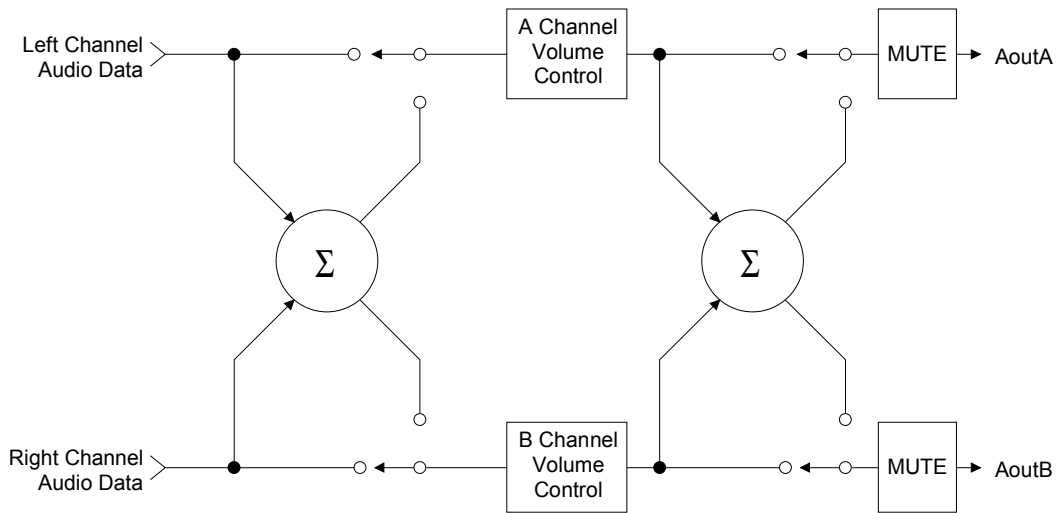 Left Channel
Audio Data
A Channel
Volume
Control
MUTE
AoutA
Σ
Σ
Right Channel
Audio Data
B Channel
Volume
Control
MUTE
AoutB